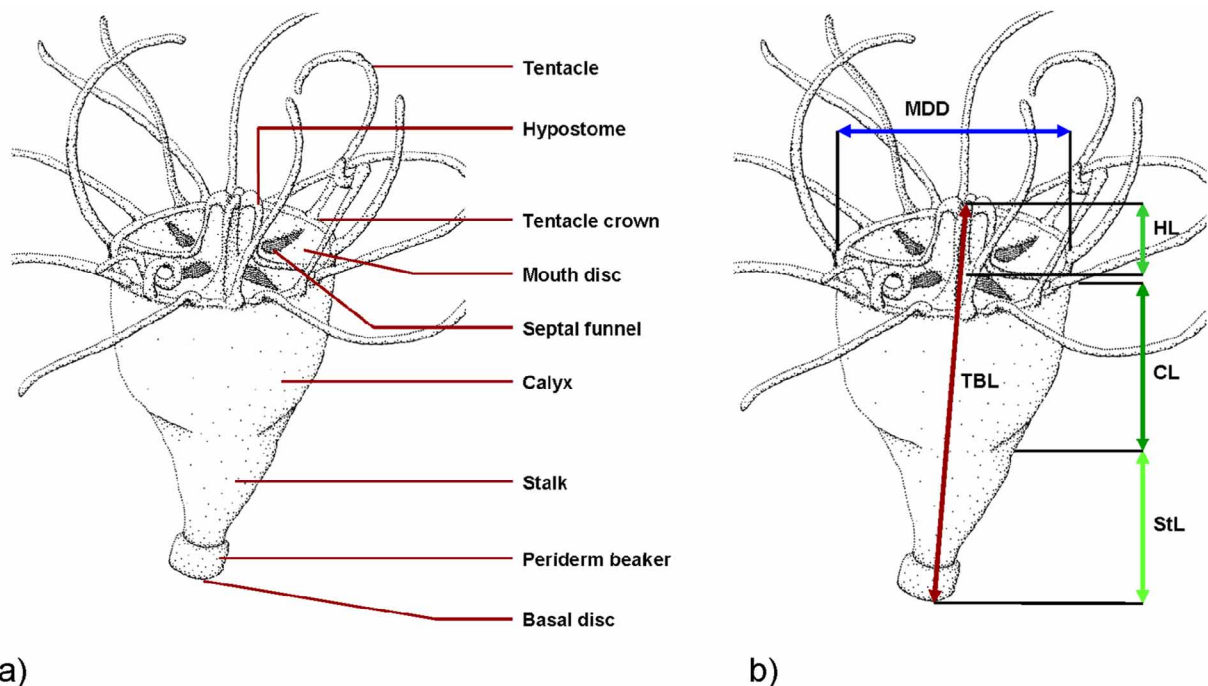 Tentacle
Hypostome
Tentacle crown
Mouth disc
Septal funnel
Calyx
Stalk
Periderm beaker
Basal disc
a)
MDD
HL
CL
TBL
StL
b)